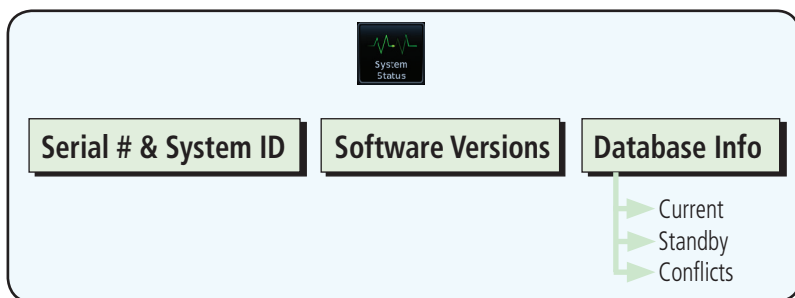 System
Status
Serial # & System ID
Software Versions
Database Info
Current
Standby
Conflicts